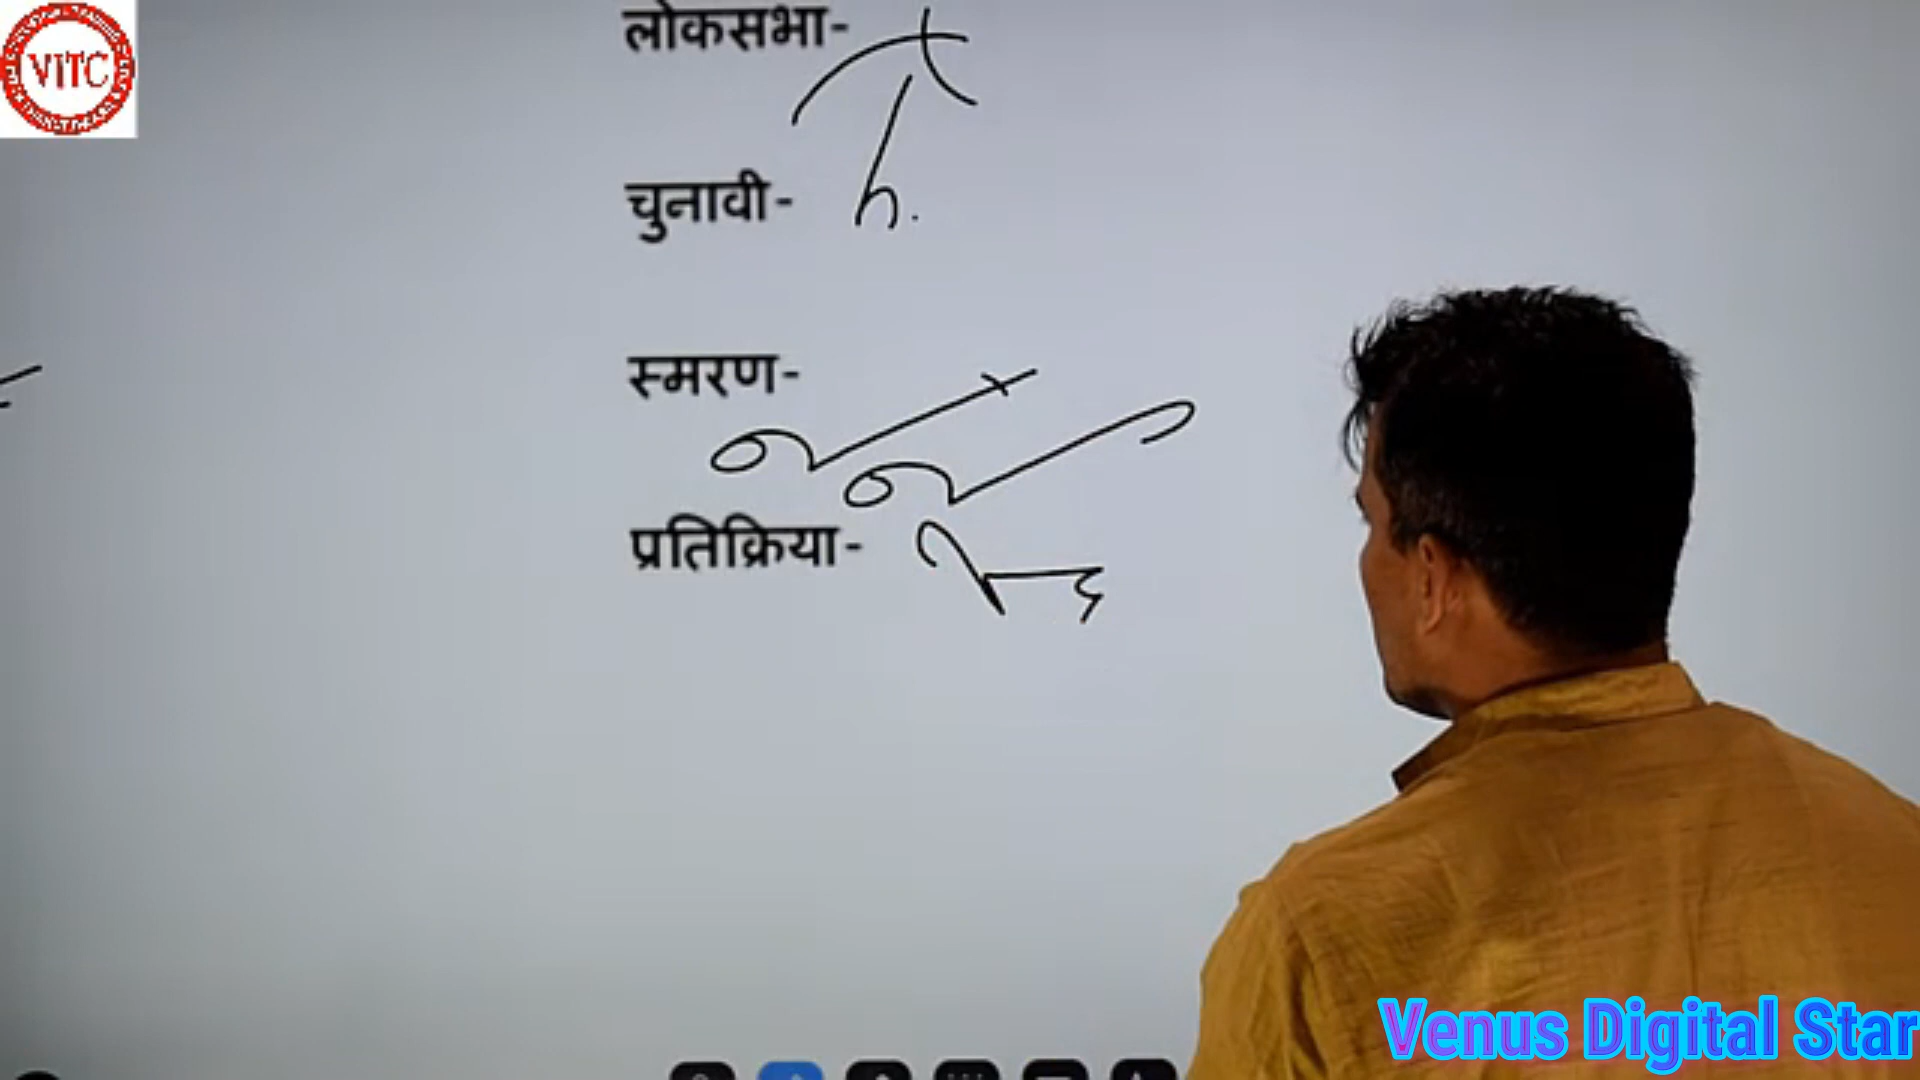 VITC
लोकसभा-
चुनावी-
स्मरण-
प्रतिक्रिया-
Venus Digital Star